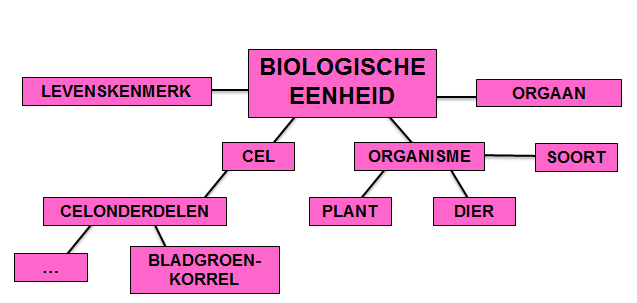 BIOLOGISCHE
EENHEID
LEVENSKENMERK
ORGAAN
CEL
ORGANISME
SOORT
CELONDERDELEN
PLANT
DIER
...
BLADGROEN-
KORREL